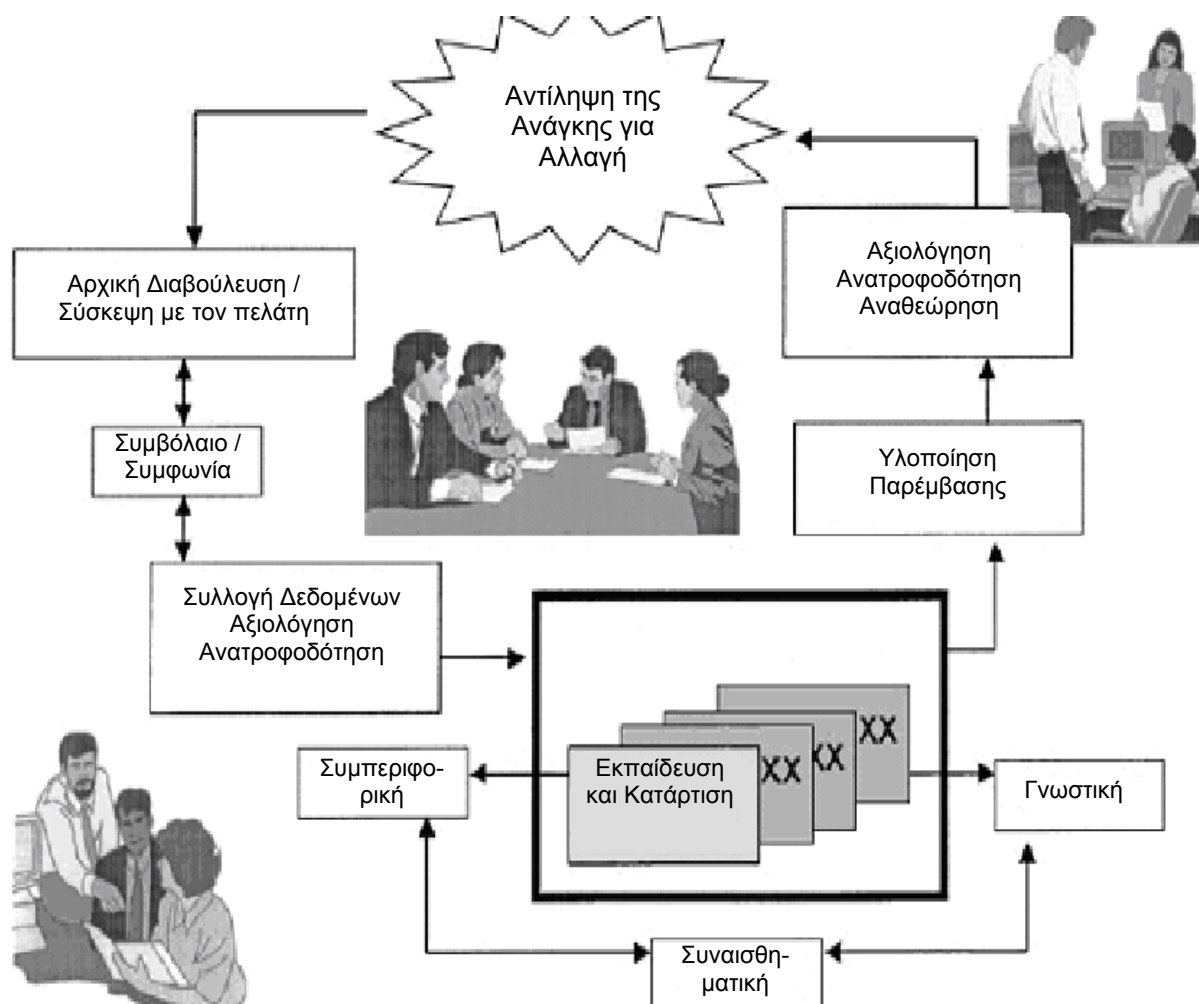 Αντίληψη της
Ανάγκης για
Αλλαγή
Αρχική Διαβούλευση /
Σύσκεψη με τον πελάτη
Συμβόλαιο /
Συμφωνία
Συλλογή Δεδομένων
Αξιολόγηση
Ανατροφοδότηση
Εκπαίδευση
και Κατάρτιση
XX
XX
XX
Συμπεριφο-
ρική
Συναισθη-
ματική
Γνωστική
Υλοποίηση
Παρέμβασης
Αξιολόγηση
Ανατροφοδότηση
Αναθεώρηση